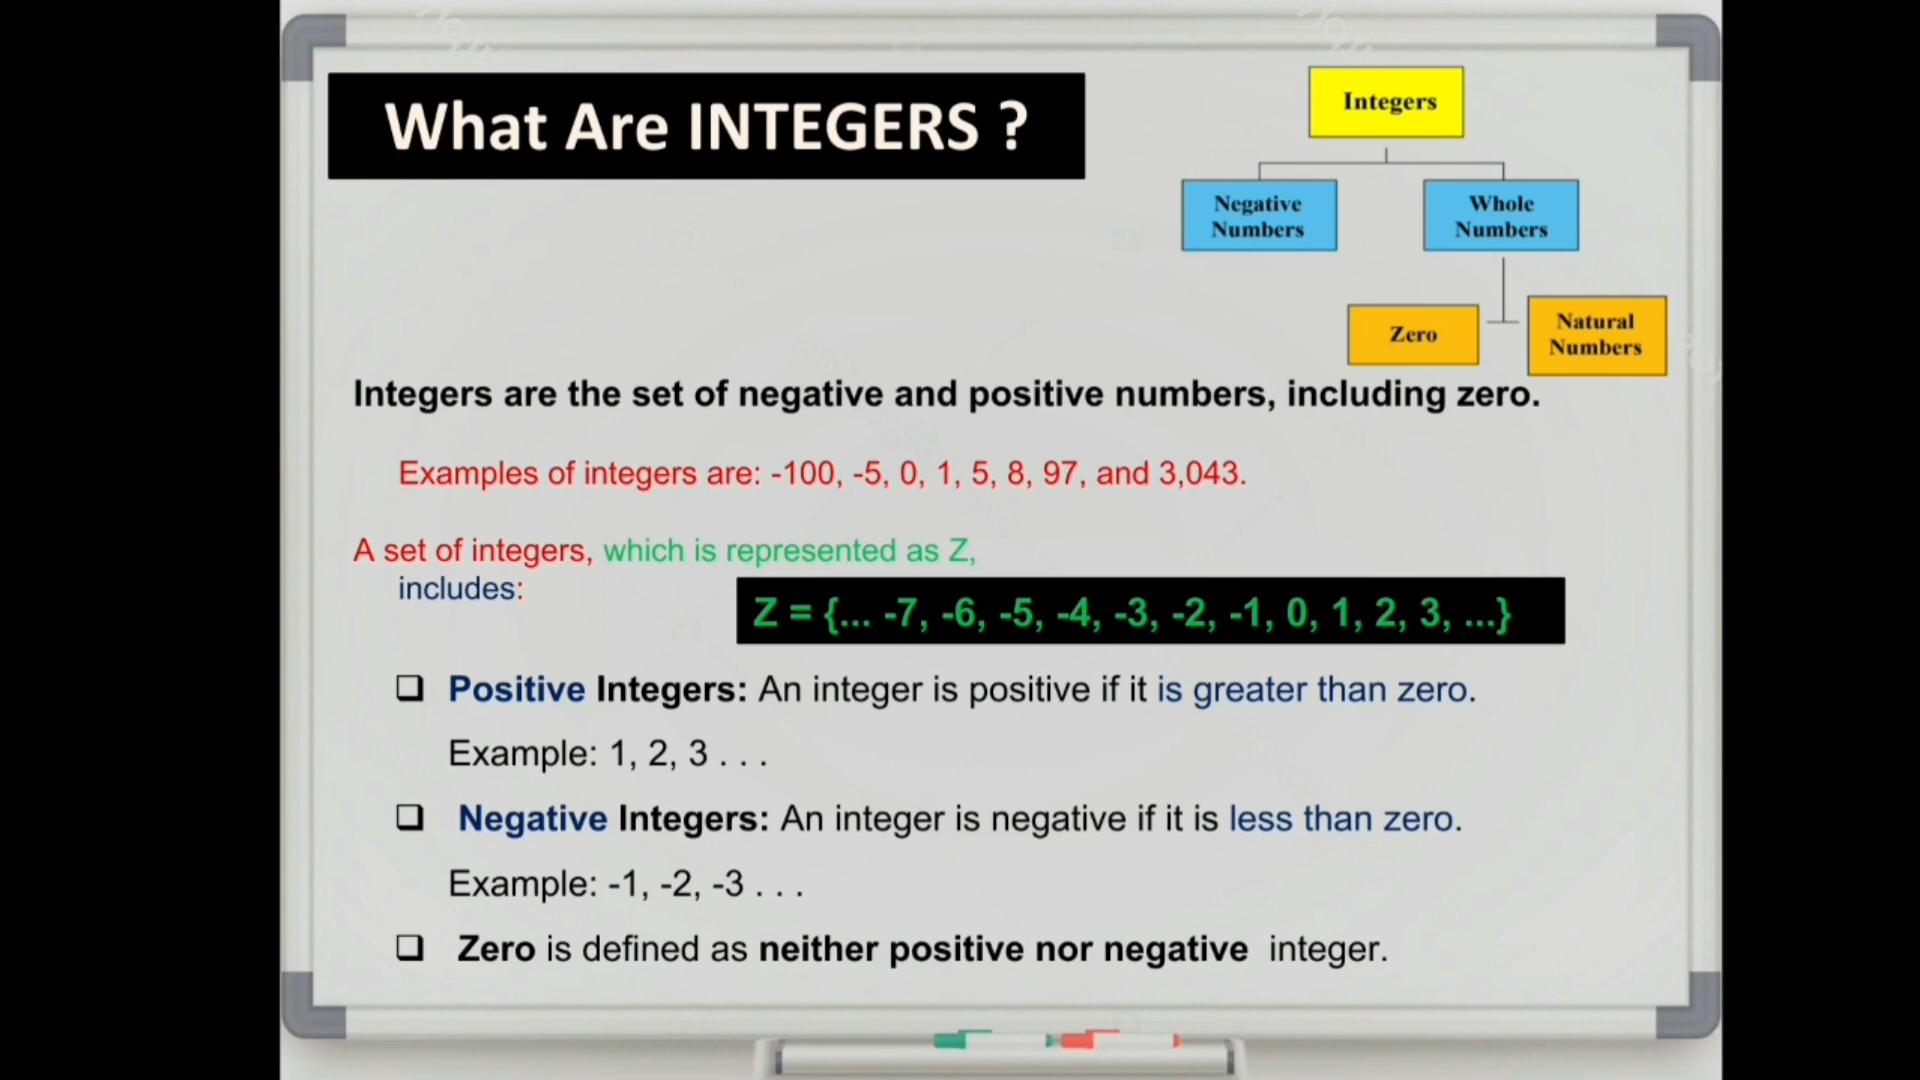 What Are INTEGERS ?
Integers
Negative
Numbers
Whole
Numbers
Zero
Natural
Numbers
Integers are the set of negative and positive numbers, including zero.
Examples of integers are: -100, -5, 0, 1, 5, 8, 97, and 3,043.
A set of integers, which is represented as Z,
includes:
Z = {... -7, -6, -5, -4, -3, -2, -1, 0, 1, 2, 3, ...}
❑ Positive Integers: An integer is positive if it is greater than zero.
Example: 1, 2, 3 . . .
❑ Negative Integers: An integer is negative if it is less than zero.
Example: -1, -2, -3 . . .
❑ Zero is defined as neither positive nor negative integer.